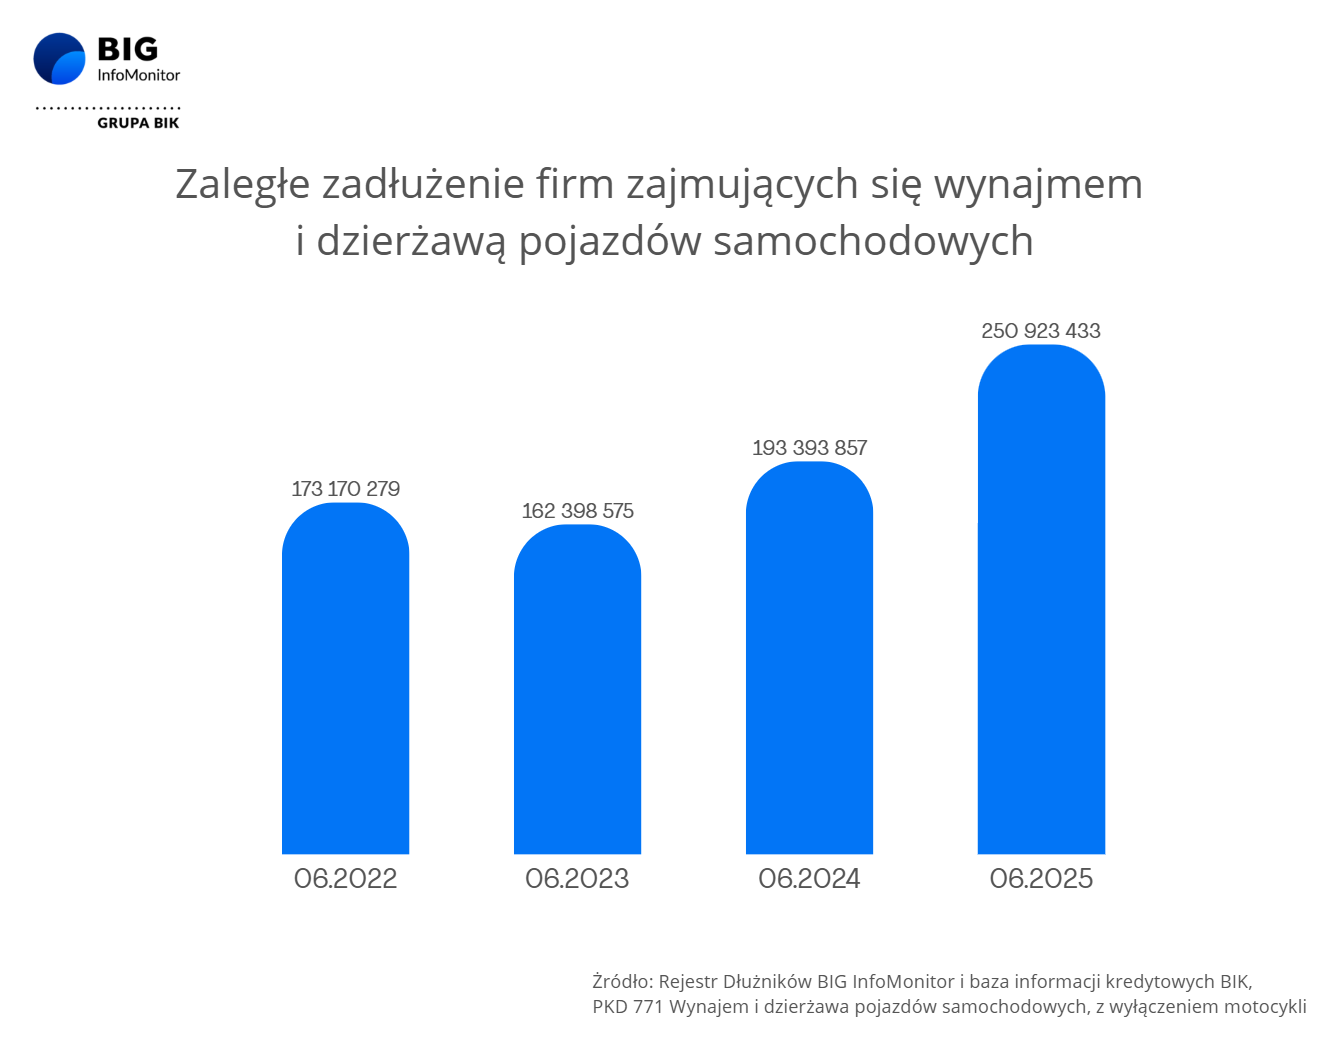 BIG
InfoMonitor
GRUPA BIK
Zaległe zadłużenie firm zajmujących się wynajmem
i dzierżawą pojazdów samochodowych
250 923 433
193 393 857
173 170 279
162 398 575
06.2022 06.2023 06.2024 06.2025
Żródło: Rejestr Dłużników BIG InfoMonitor i baza informacji kredytowych BIK,
PKD 771 Wynajem i dzierżawa pojazdów samochodowych, z wyłączeniem motocykli